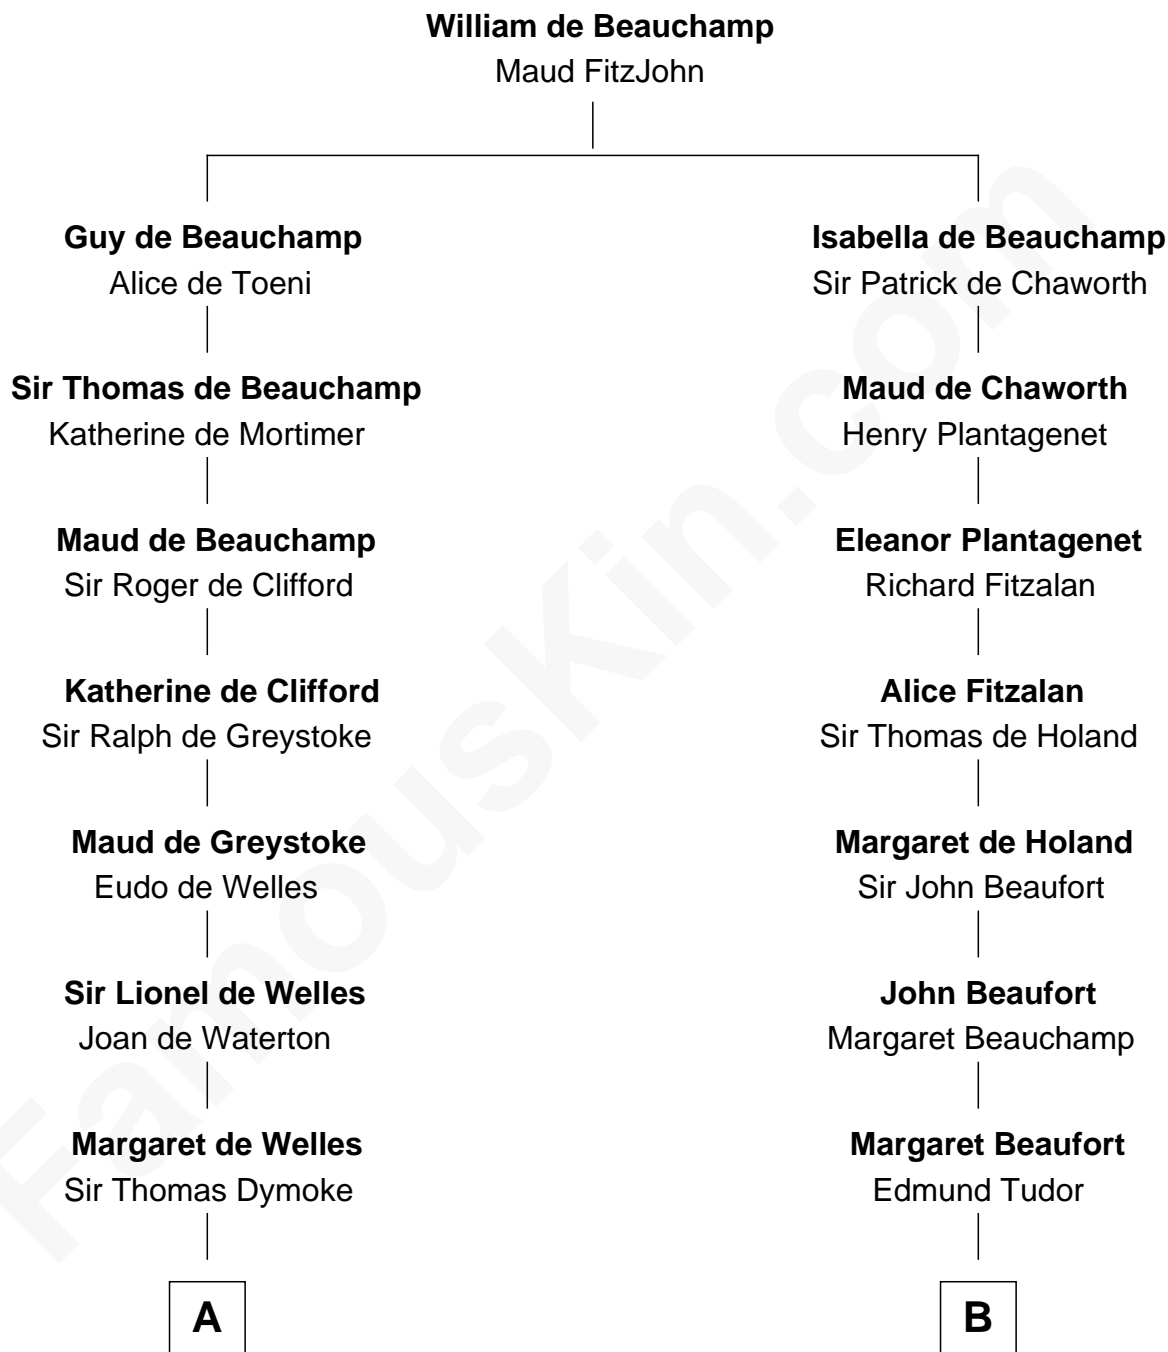 William de Beauchamp
Maud FitzJohn
Guy de Beauchamp
Alice de Toeni
Sir Thomas de Beauchamp
Katherine de Mortimer
Maud de Beauchamp
Sir Roger de Clifford
Katherine de Clifford
Sir Ralph de Greystoke
Maud de Greystoke
Eudo de Welles
Sir Lionel de Welles
Joan de Waterton
Margaret de Welles
Sir Thomas Dymoke
A
Isabella de Beauchamp
Sir Patrick de Chaworth
Maud de Chaworth
Henry Plantagenet
Eleanor Plantagenet
Richard Fitzalan
Alice Fitzalan
Sir Thomas de Holand
Margaret de Holand
Sir John Beaufort
John Beaufort
Margaret Beauchamp
Margaret Beaufort
Edmund Tudor
B
FamousKin.com